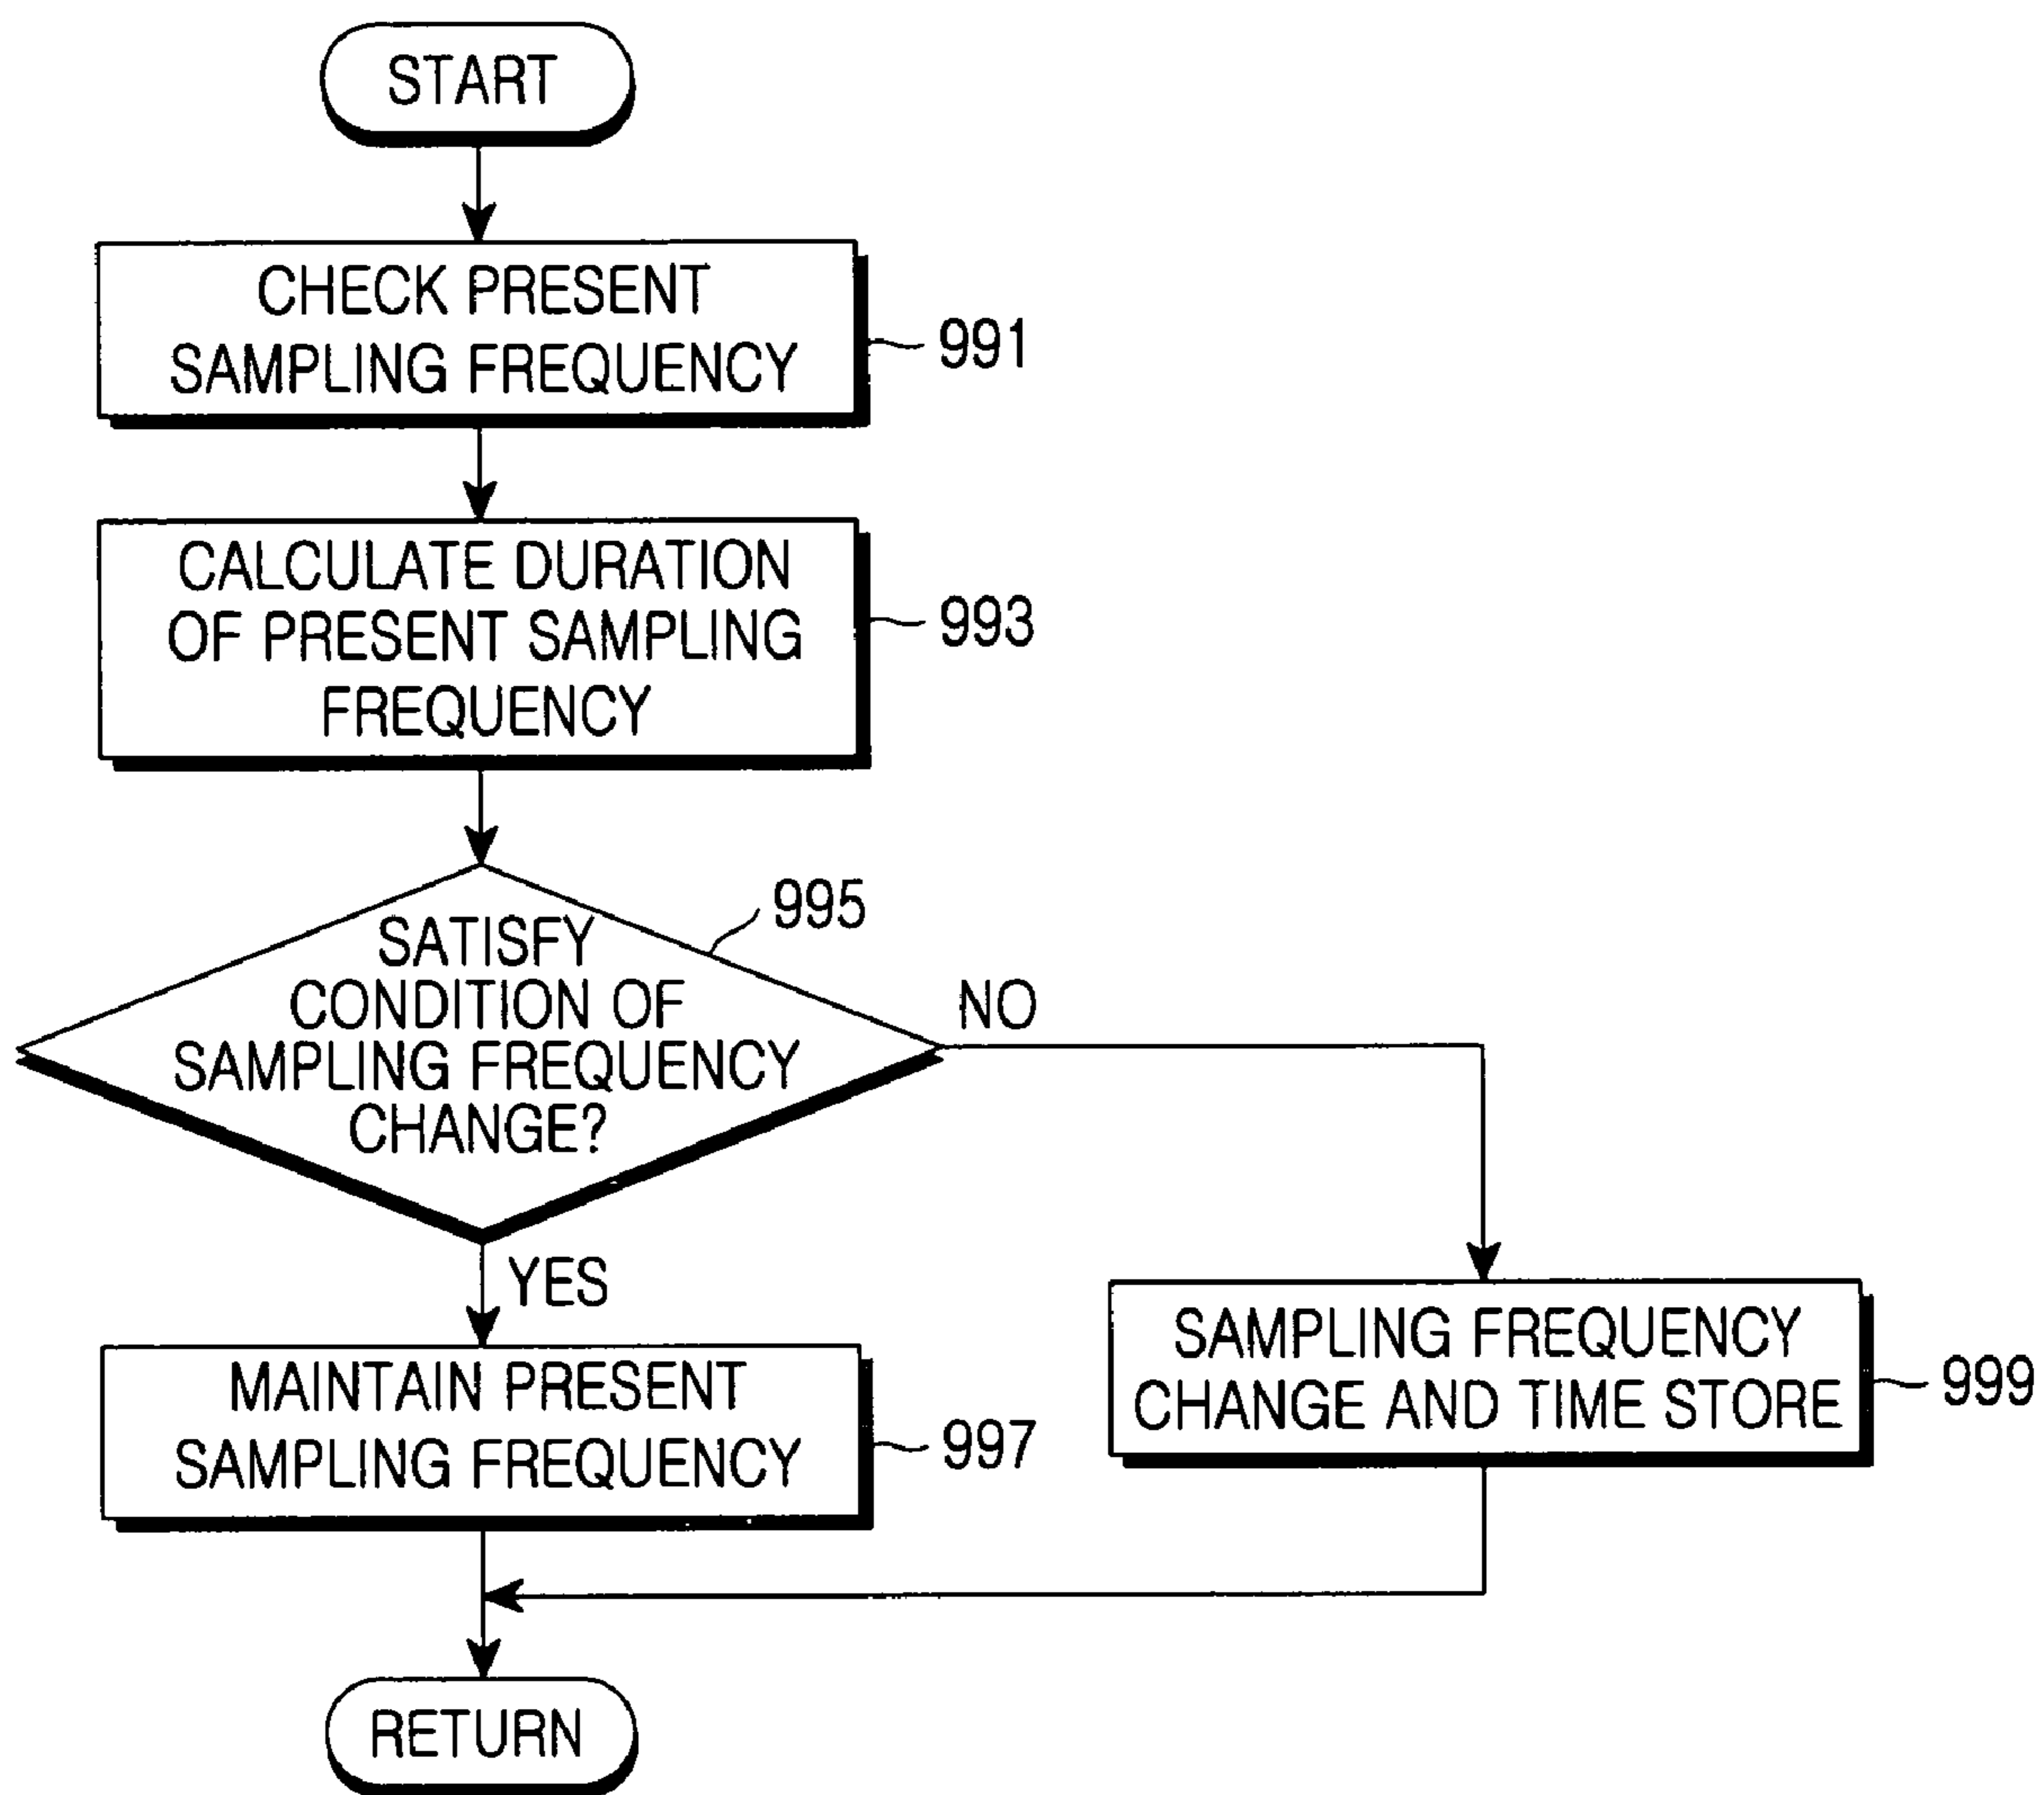 START
CHECK PRESENT
SAMPLING FREQUENCY
991
CALCULATE DURATION
OF PRESENT SAMPLING
FREQUENCY
993
SATISFY
CONDITION OF
SAMPLING FREQUENCY
CHANGE?
995
NO
YES
MAINTAIN PRESENT
SAMPLING FREQUENCY
997
SAMPLING FREQUENCY
CHANGE AND TIME STORE
999
RETURN